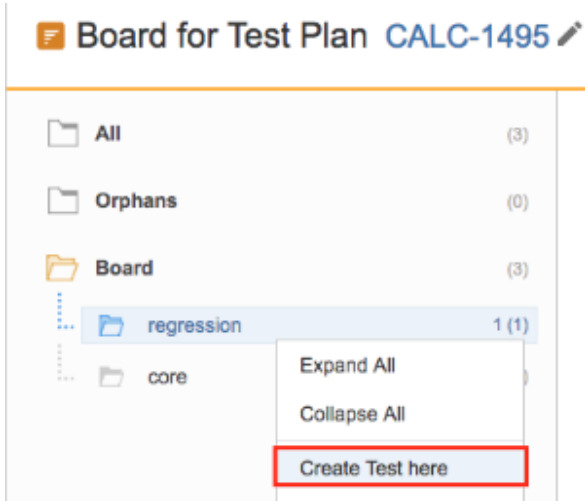 Board for Test Plan CALC-1495
All (3)
Orphans (0)
Board (3)
regression 1 (1)
core )
Expand All
Collapse All
Create Test here